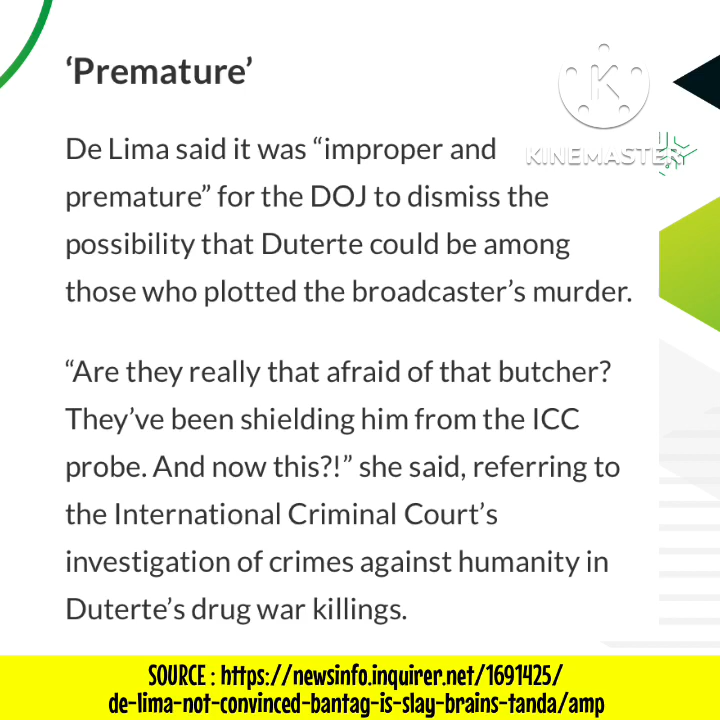 ‘Premature’
KINEMASTER
De Lima said it was “improper and
premature” for the DOJ to dismiss the
possibility that Duterte could be among
those who plotted the broadcaster’s murder.
“Are they really that afraid of that butcher?
They’ve been shielding him from the ICC
probe. And now this?!” she said, referring to
the International Criminal Court’s
investigation of crimes against humanity in
Duterte’s drug war killings.
SOURCE : https://newsinfo.inquirer.net/1691425/
de-lima-not-convinced-bantag-is-slay-brains-tanda/amp